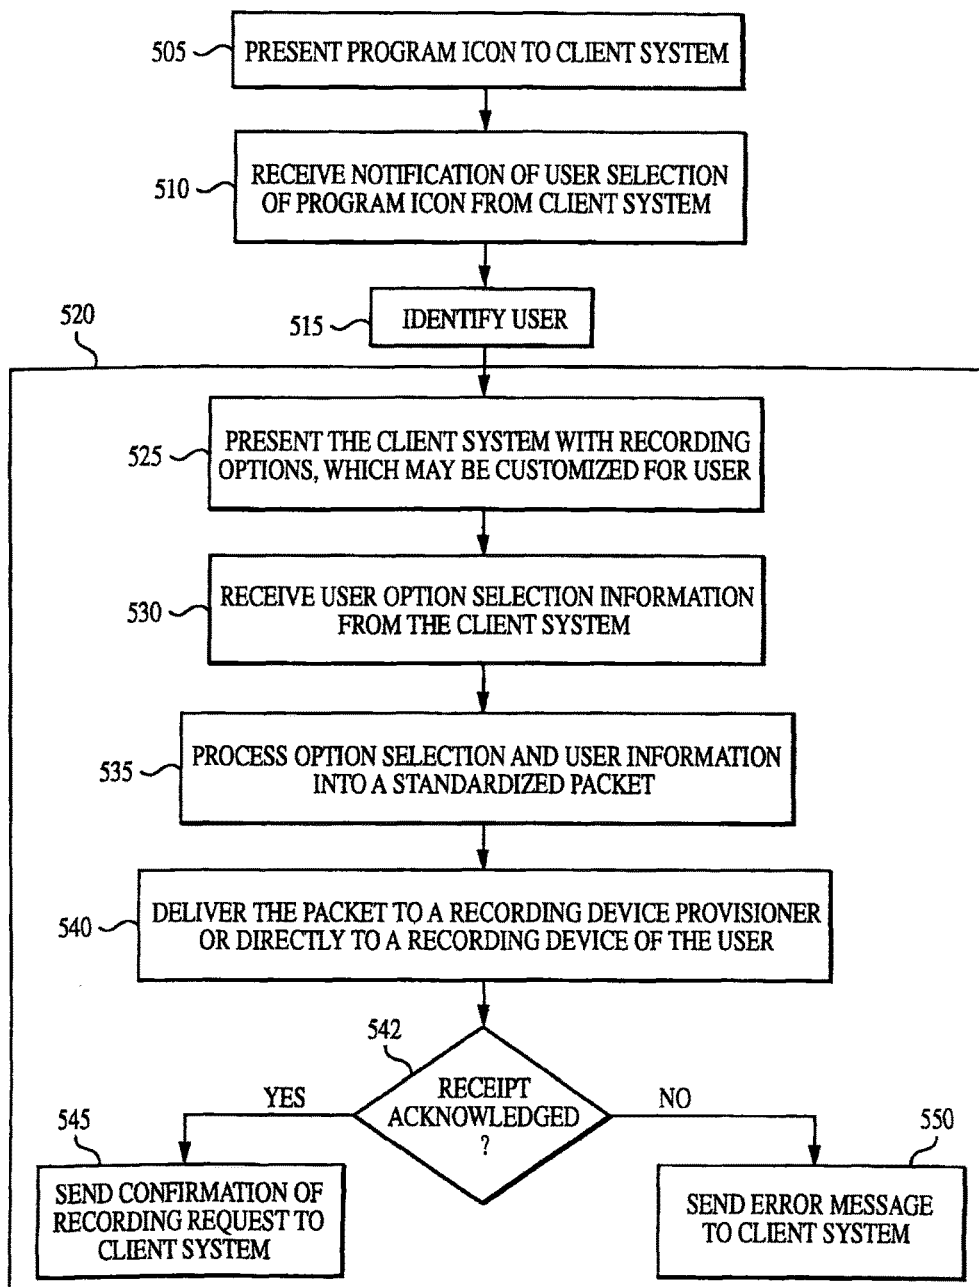 505
PRESENT PROGRAM ICON TO CLIENT SYSTEM
510
RECEIVE NOTIFICATION OF USER SELECTION
OF PROGRAM ICON FROM CLIENT SYSTEM
515
IDENTIFY USER
520
525
PRESENT THE CLIENT SYSTEM WITH RECORDING
OPTIONS, WHICH MAY BE CUSTOMIZED FOR USER
530
RECEIVE USER OPTION SELECTION INFORMATION
FROM THE CLIENT SYSTEM
535
PROCESS OPTION SELECTION AND USER INFORMATION
INTO A STANDARDIZED PACKET
540
DELIVER THE PACKET TO A RECORDING DEVICE PROVISIONER
OR DIRECTLY TO A RECORDING DEVICE OF THE USER
542
RECEIPT
ACKNOWLEDGED
?
YES
NO
545
SEND CONFIRMATION OF
RECORDING REQUEST TO
CLIENT SYSTEM
550
SEND ERROR MESSAGE
TO CLIENT SYSTEM